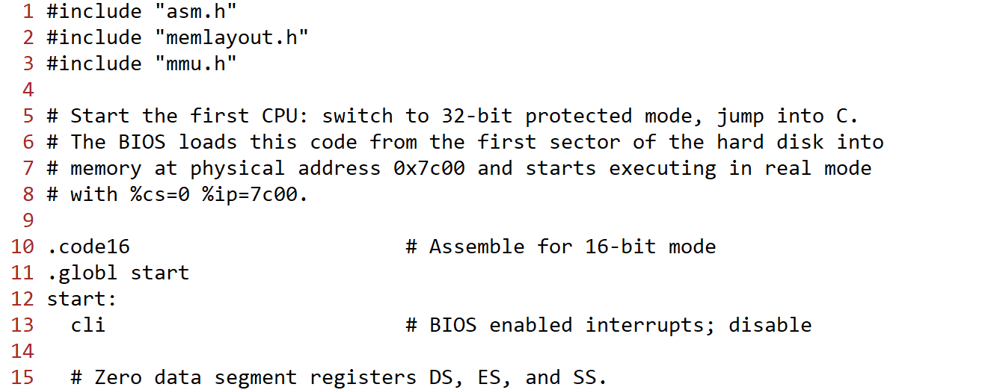 1 #include "asm.h"
2 #include "memlayout.h"
3 #include "mmu.h"
4
5 # Start the first CPU: switch to 32-bit protected mode, jump into C.
6 # The BIOS loads this code from the first sector of the hard disk into
7 # memory at physical address 0x7c00 and starts executing in real mode
8 # with %cs=0 %ip=7c00.
9
10 .code16                       # Assemble for 16-bit mode
11 .globl start
12 start:
13   cli                         # BIOS enabled interrupts; disable
14
15   # Zero data segment registers DS, ES, and SS.